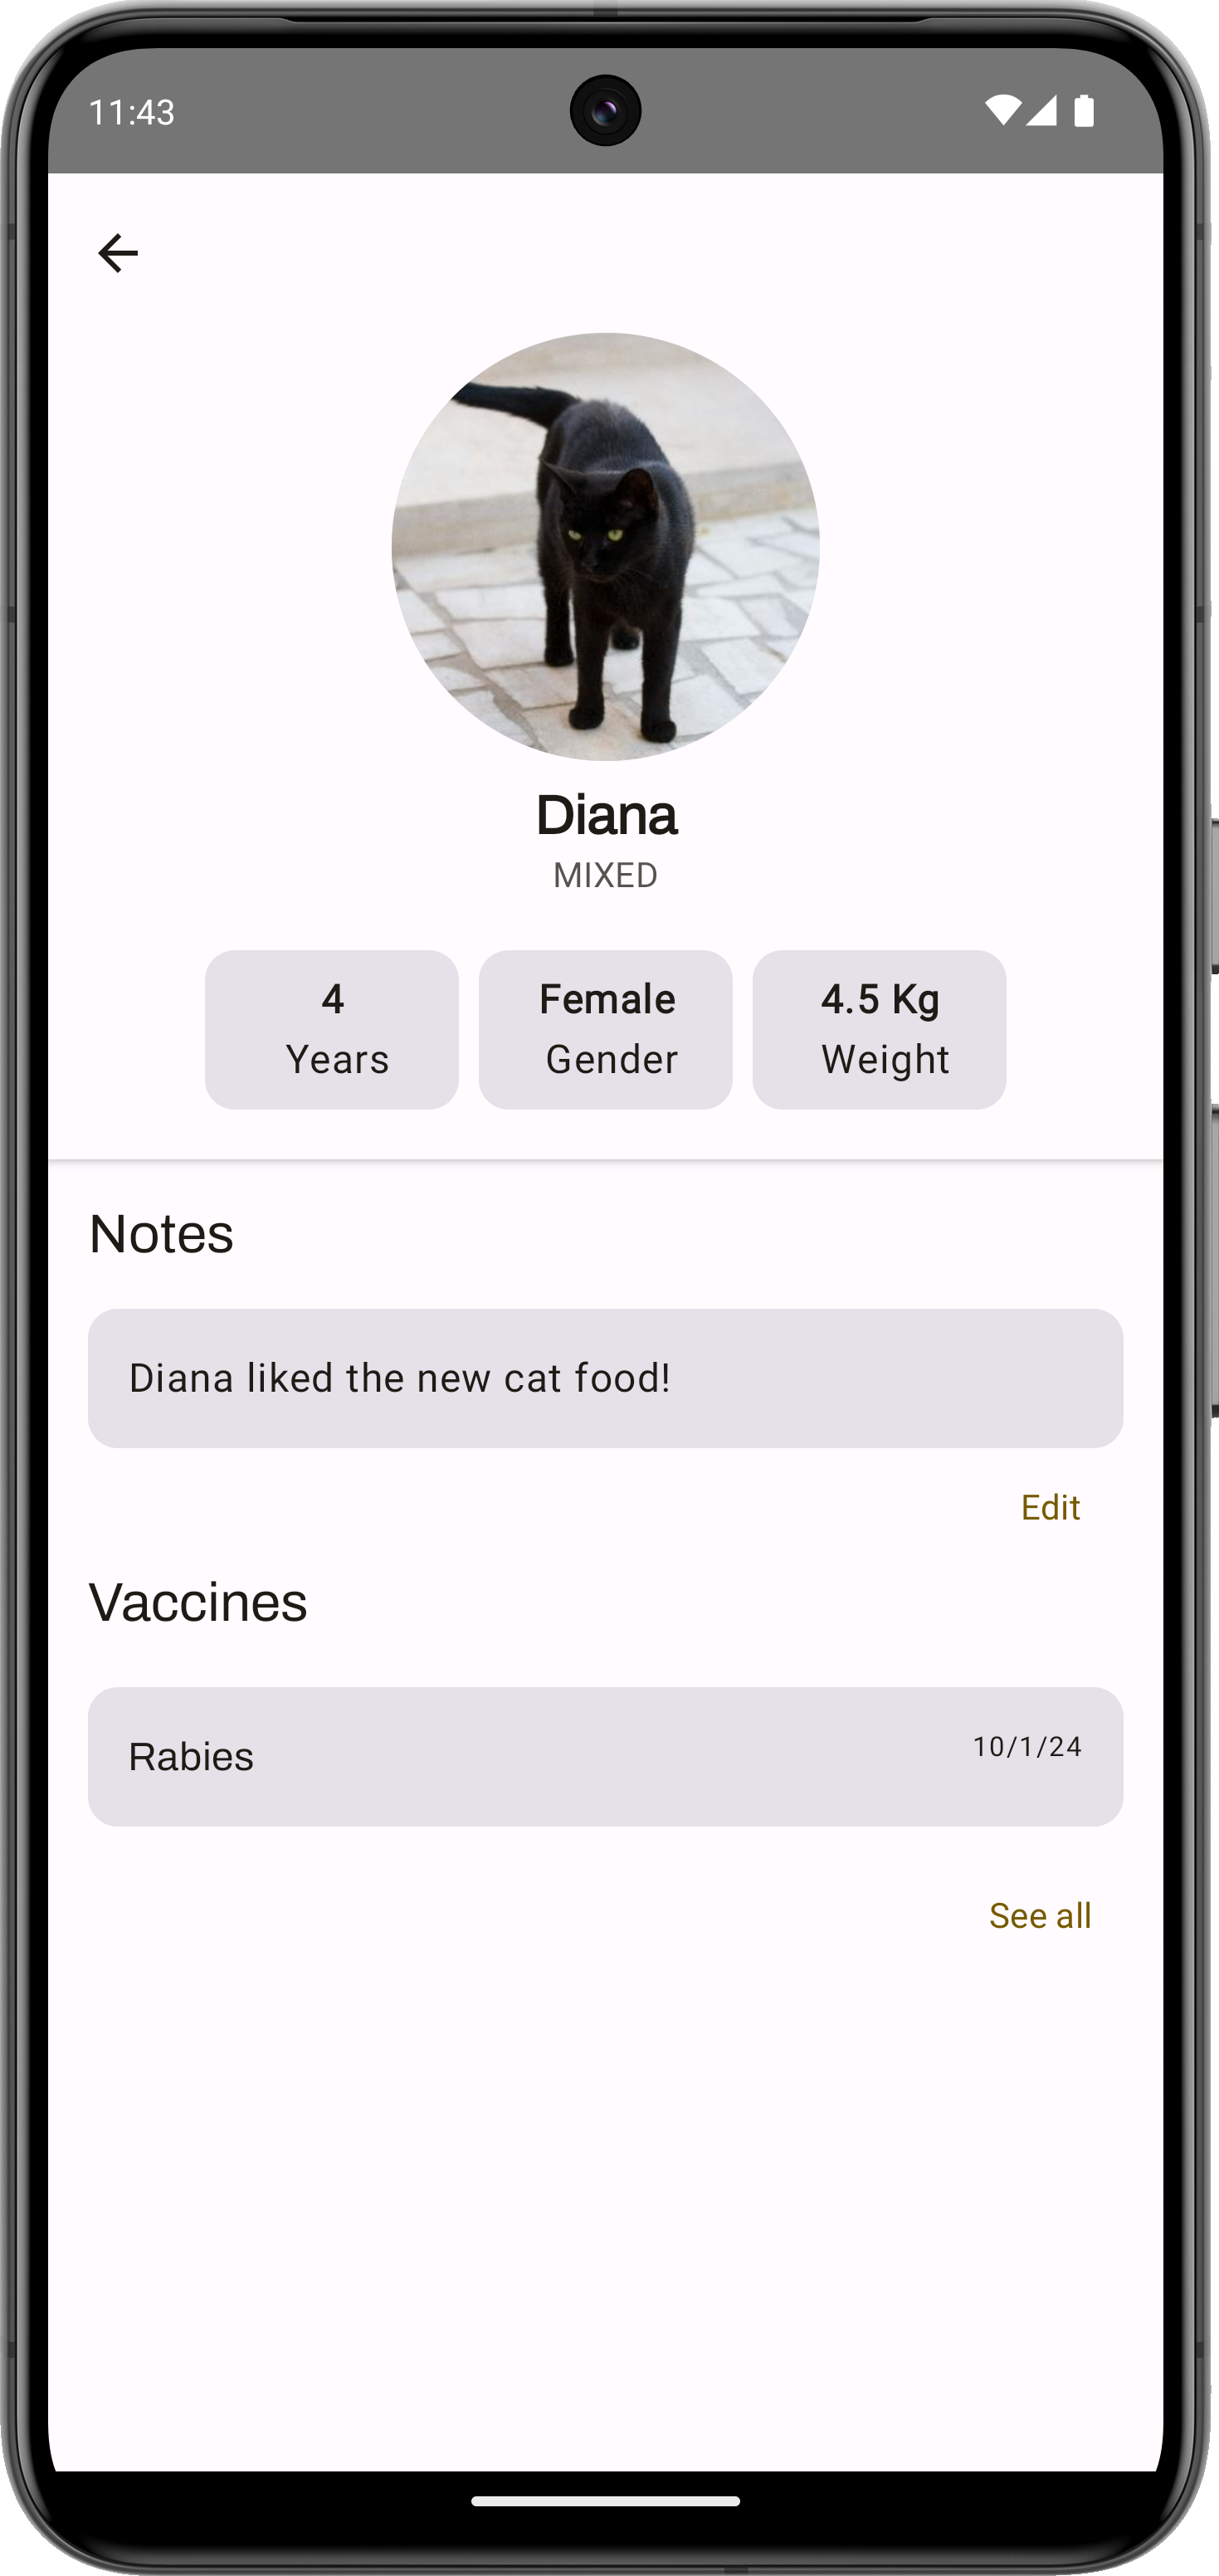 11:43
Diana
MIXED
4
Years
Female
Gender
4.5 Kg
Weight
Notes
Diana liked the new cat food!
Edit
Vaccines
Rabies
10/1/24
See all